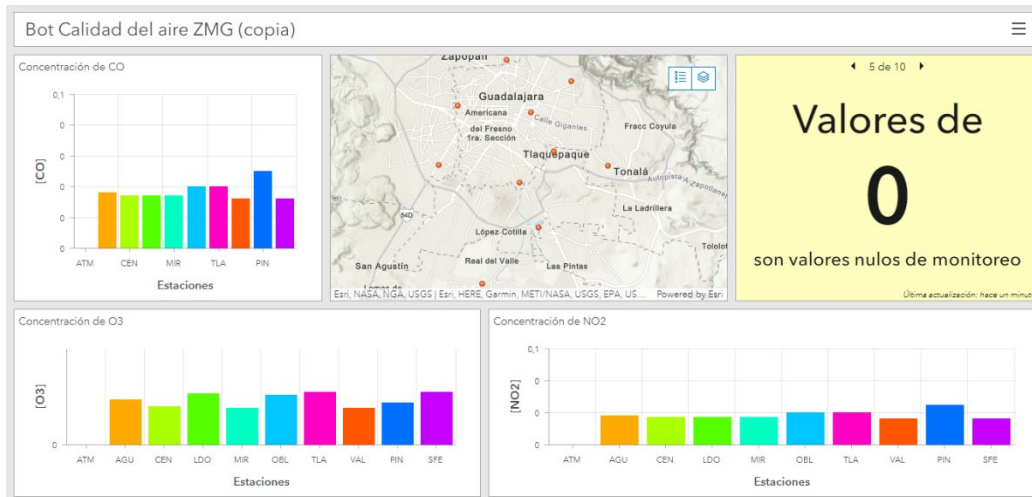 Bot Calidad del aire ZMG (copia)
Concentración de CO
0,1
0
0
0
0
0
[CO]
ATM CEN MIR TLA PIN
Estaciones
Zapopan
Guadalajara
Americana
Calle Gigantes
del Fresno
1ra. Sección
Fracc Coyula
Tlaquepaque
Tonalá
Autopista-A-Zapotlanej
La Ladrillera
54D
López Cotilla
Tololot
Real del Valle
San Agustín
Las Pintas
Lomas de
Esri, NASA, NGA, USGS | Esri, HERE, Garmin, METI/NASA, USGS, EPA, US... Powered by Esri
5 de 10
Valores de
0
son valores nulos de monitoreo
Última actualización: hace un minuto
Concentración de O3
[O3]
0
ATM AGU CEN LDO MIR OBL TLA VAL PIN SFE
Estaciones
Concentración de NO2
0,1
0
0
0
[NO2]
ATM AGU CEN LDO MIR OBL TLA VAL PIN SFE
Estaciones